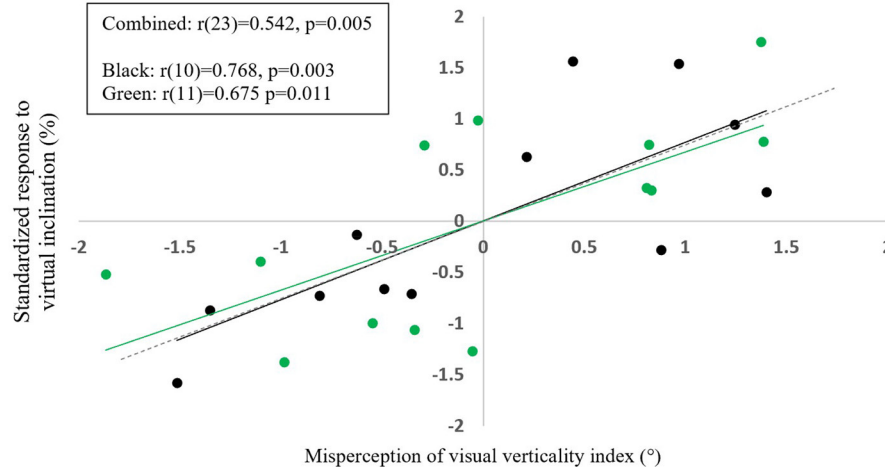 Combined: r(23)=0.542, p=0.005
Black: r(10)=0.768, p=0.003
Green: r(11)=0.675 p=0.011
Standardized response to
virtual inclination (%)
2
1.5
1
0.5
0
-2 -1.5 -1 -0.5 0 0.5 1 1.5 2
-0.5
-1
-1.5
-2
Misperception of visual verticality index (°)